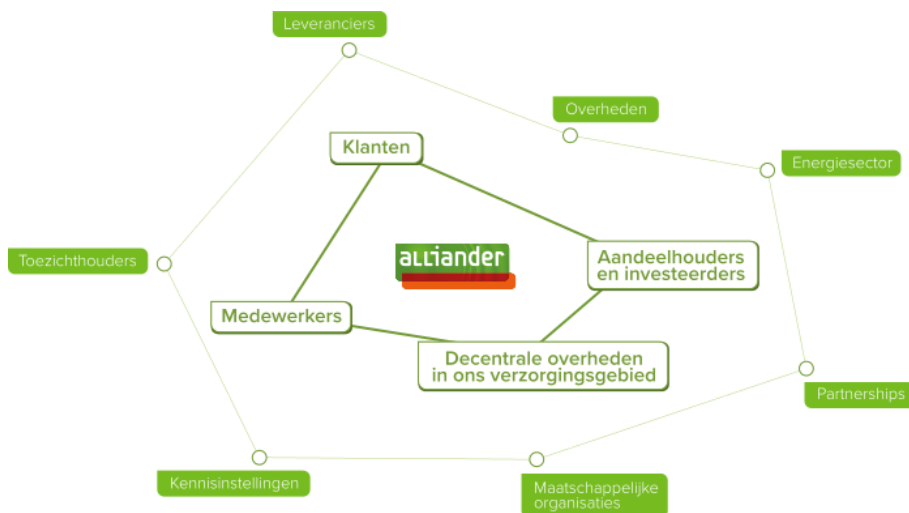 Leveranciers
Overheden
Klanten
Energiesector
alliander
Aandeelhouders
en investeerders
Toezichthouders
Medewerkers
Decentrale overheden
in ons verzorgingsgebied
Partnerships
Kennisinstellingen
Maatschappelijke
organisaties